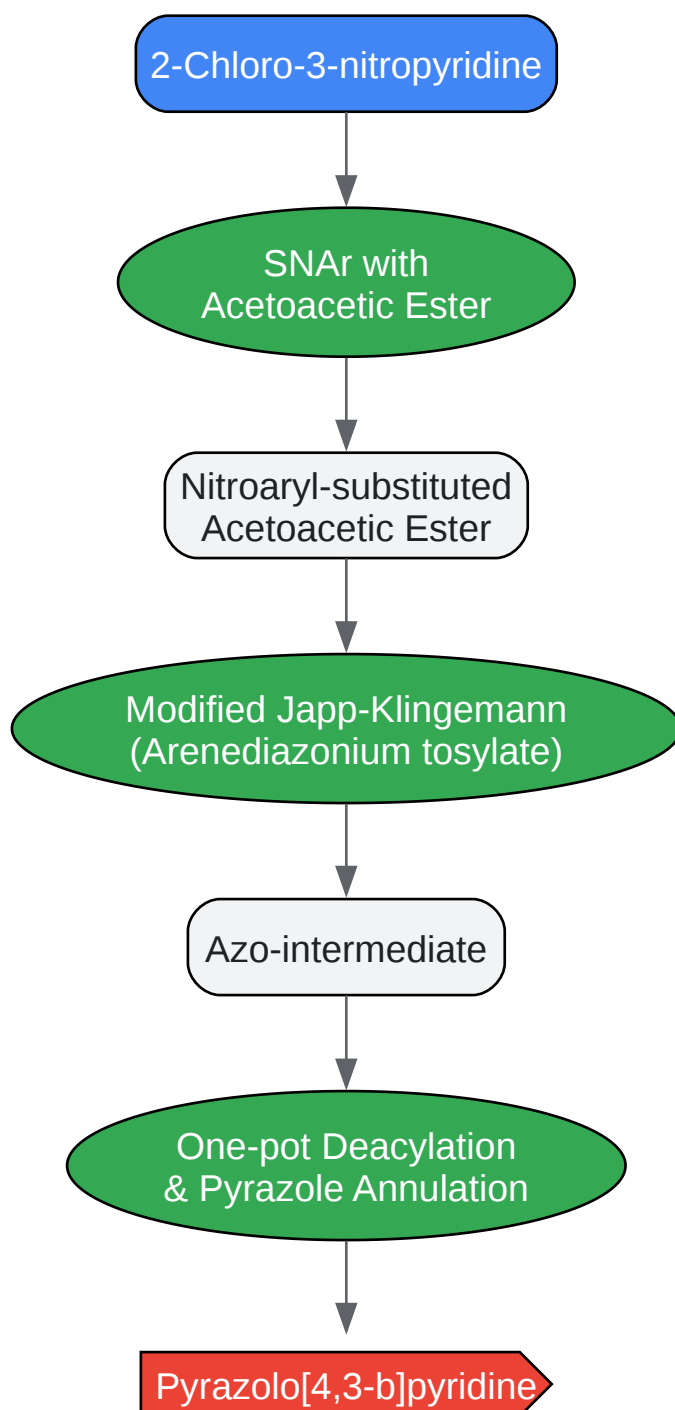 2-Chloro-3-nitropyridine
SNAr with
Acetoacetic Ester
Nitroaryl-substituted
Acetoacetic Ester
Modified Japp-Klingemann
(Arenediazonium tosylate)
Azo-intermediate
One-pot Deacylation
& Pyrazole Annulation
Pyrazolo[4,3-b]pyridine